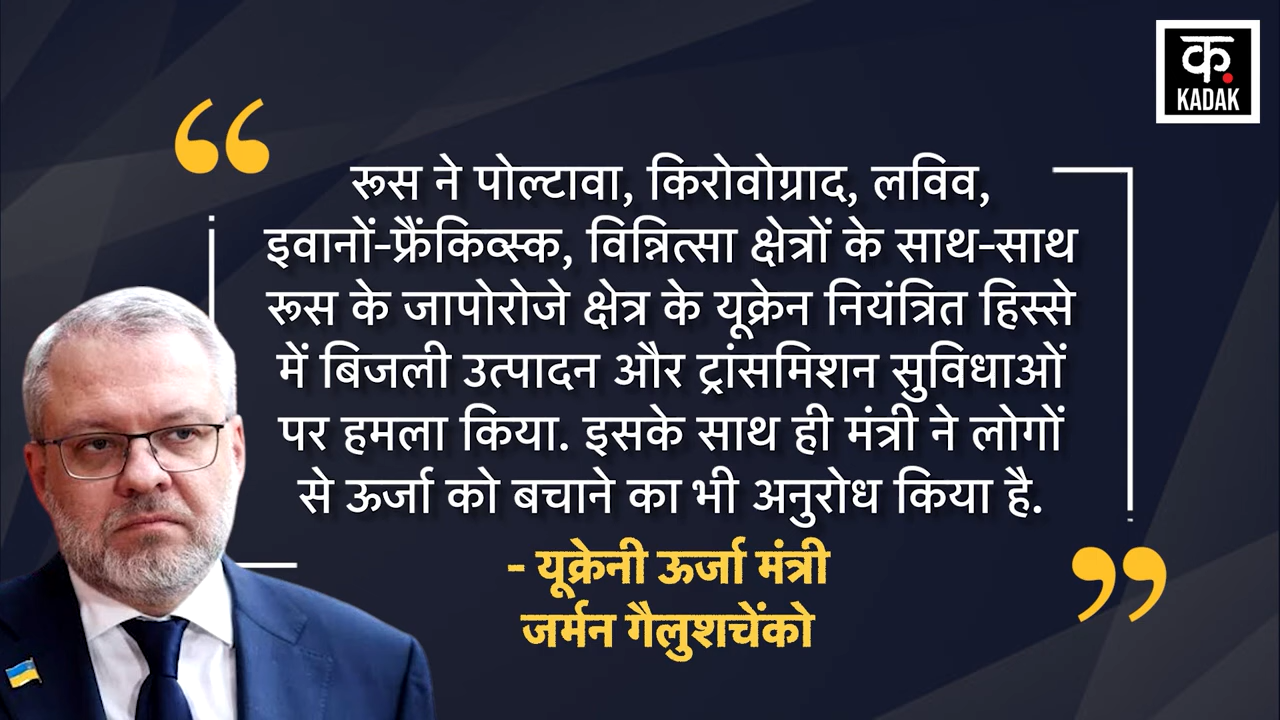 क.
KADAK
रूस ने पोल्टावा, किरोवोग्राद, लविव,
इवानों-फ्रैंकिव्स्क, विन्नित्सा क्षेत्रों के साथ-साथ
रूस के जापोरोजे क्षेत्र के यूक्रेन नियंत्रित हिस्से
में बिजली उत्पादन और ट्रांसमिशन सुविधाओं
पर हमला किया. इसके साथ ही मंत्री ने लोगों
से ऊर्जा को बचाने का भी अनुरोध किया है.
- यूक्रेनी ऊर्जा मंत्री
जर्मन गैलुशचेंको